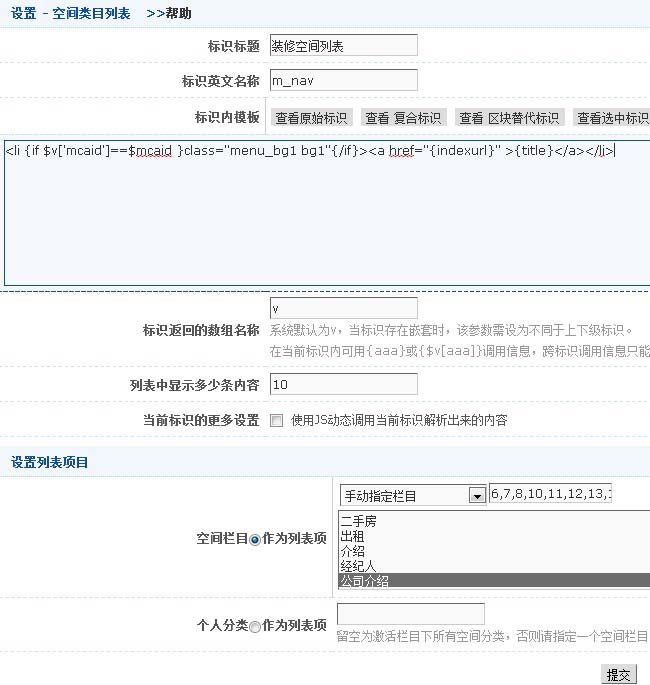 设置 - 空间类目列表 >>帮助
标识标题 装修空间列表
标识英文名称 m_nav
标识内模板 查看原始标识 查看 复合标识 查看 区块替代标识 查看选中标识
<li {if $v['mcaid']==$mcaid }class="menu_bg1 bg1"{/if}><a href="{indexurl}" >{title}</a></li>
v
标识返回的数组名称 系统默认为v，当标识存在嵌套时，该参数需设为不同于上下级标识。
在当前标识内可用{aaa}或{$v[aaa]}调用信息，跨标识调用信息只能
列表中显示多少条内容 10
当前标识的更多设置 使用JS动态调用当前标识解析出来的内容
设置列表项目
手动指定栏目 6,7,8,10,11,12,13,
二手房
出租
空间栏目 作为列表项 介绍
经纪人
公司介绍
个人分类 作为列表项
留空为激活栏目下所有空间分类，否则请指定一个空间栏目
提交